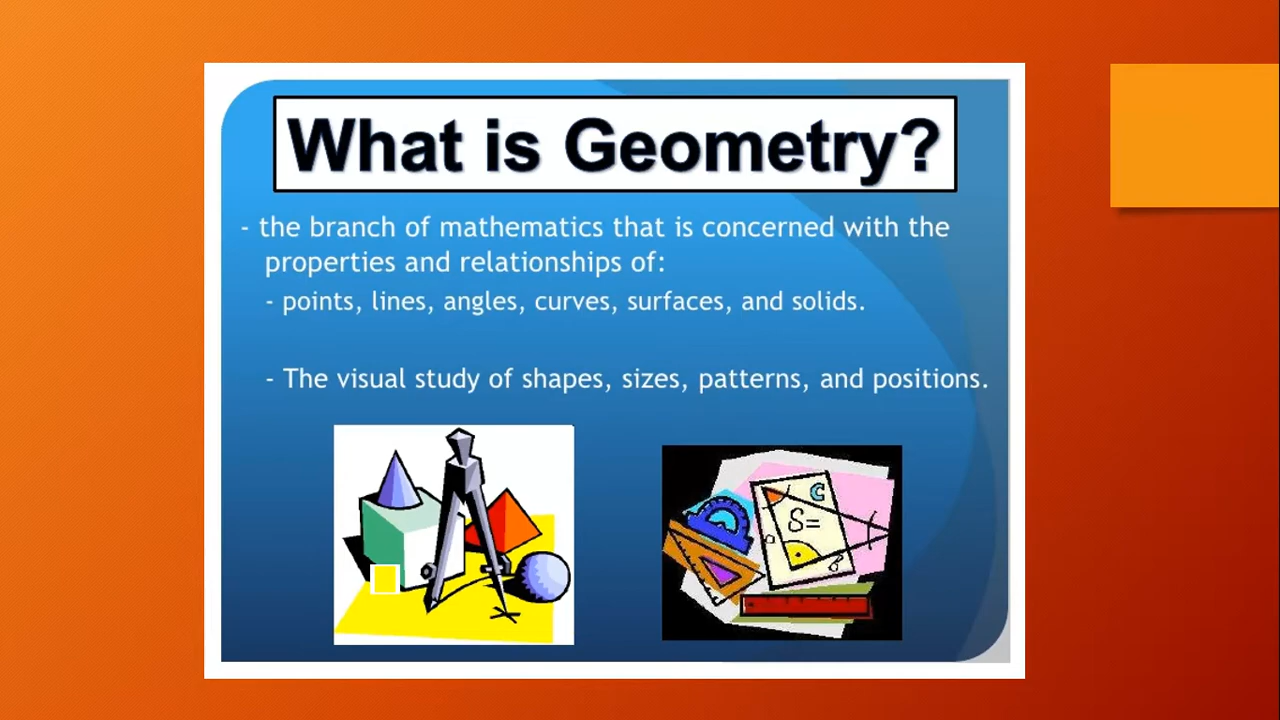 What is Geometry?
- the branch of mathematics that is concerned with the
properties and relationships of:
- points, lines, angles, curves, surfaces, and solids.
- The visual study of shapes, sizes, patterns, and positions.
C
S=